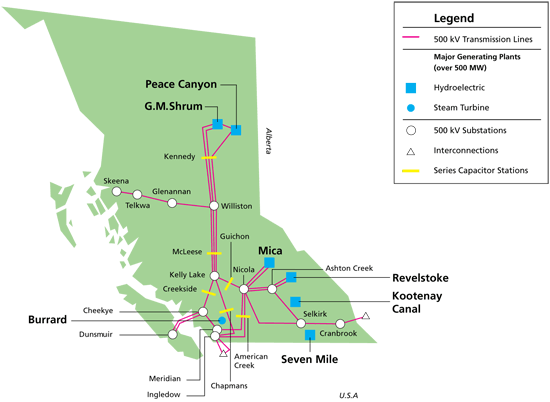 Legend
500 kV Transmission Lines
Major Generating Plants
(over 500 MW)
Hydroelectric
Steam Turbine
500 kV Substations
Interconnections
Series Capacitor Stations
Peace Canyon
G.M.Shrum
Alberta
Kennedy
Skeena
Glenannan
Telkwa
Williston
Guichon
McLeese
Mica
Kelly Lake
Nicola
Ashton Creek
Creekside
Revelstoke
Kootenay
Canal
Cheekye
Burrard
Selkirk
Dunsmuir
Cranbrook
American
Creek
Seven Mile
Meridian
Chapmans
Ingledow
U.S.A